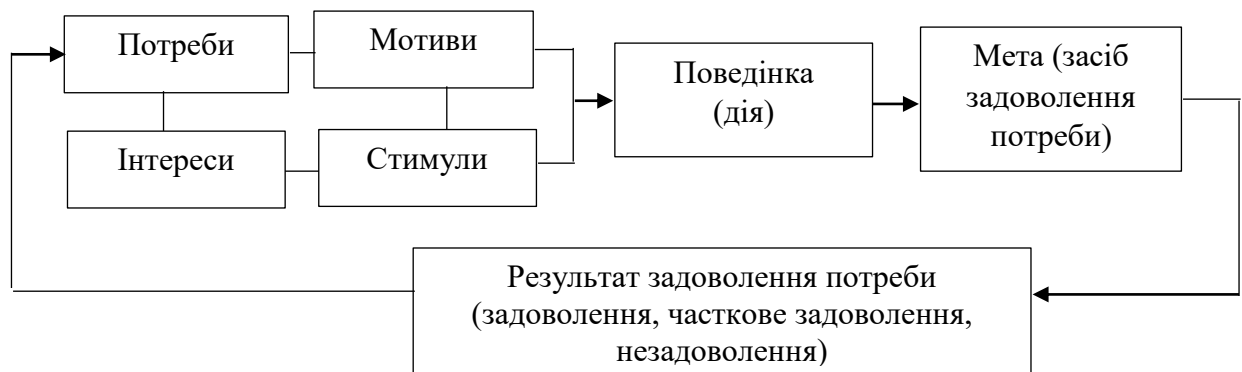 Потреби
Мотиви
Поведінка
(дія)
Мета (засіб
задоволення
потреби)
Інтереси
Стимули
Результат задоволення потреби
(задоволення, часткове задоволення,
незадоволення)